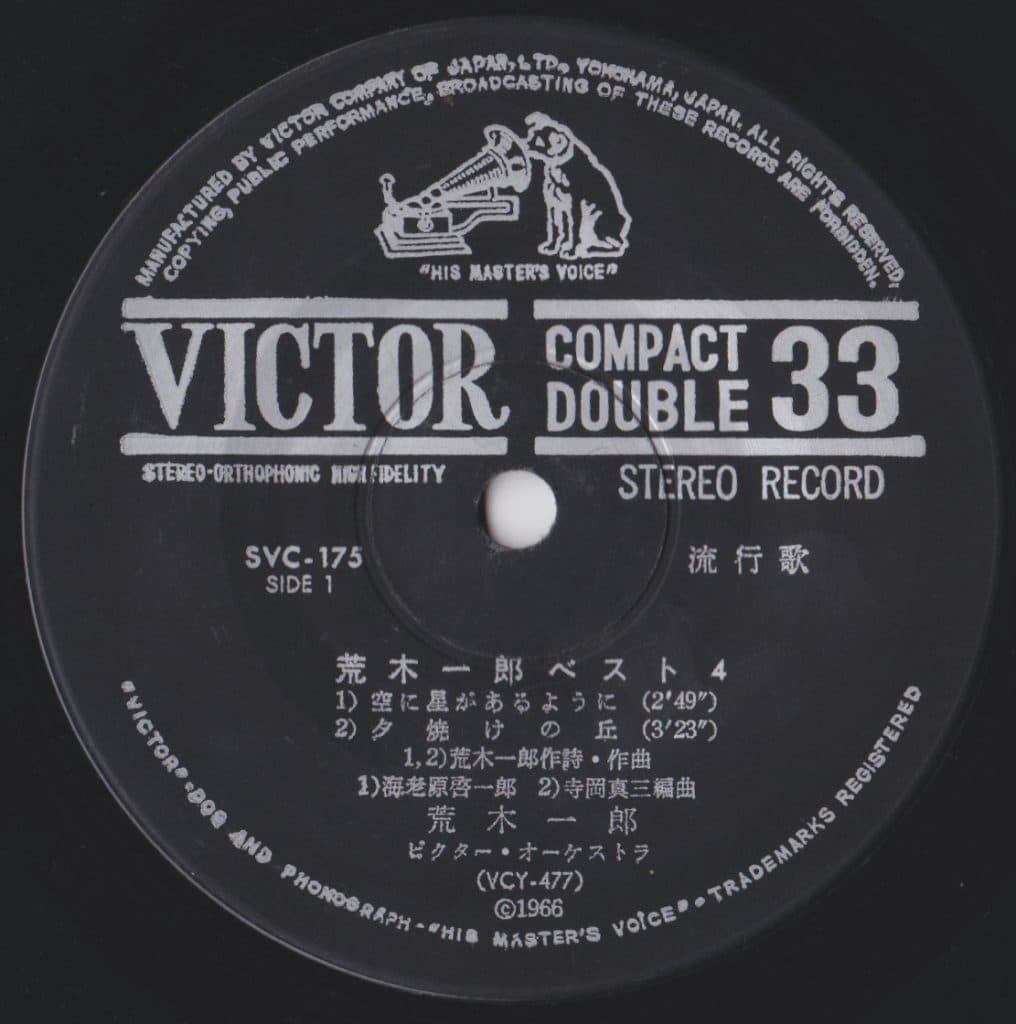 MANUFACTURED BY VICTOR COMPANY OF JAPAN, LTD., YOKOHAMA, JAPAN. ALL RIGHTS RESERVED.
COPYING, PUBLIC PERFORMANCE, BROADCASTING OF THESE RECORDS ARE FORBIDDEN.
"HIS MASTER'S VOICE"
VICTOR
COMPACT
DOUBLE 33
STEREO-ORTHOPHONIC HIGH FIDELITY
STEREO RECORD
SVC-175
SIDE 1
流行歌
荒木一郎ベスト4
1) 空に星があるように (2′49″)
2) 夕焼けの丘 (3′23″)
1,2)荒木一郎作詩・作曲
1)海老原啓一郎 2)寺岡真三編曲
荒木一郎
ビクター・オーケストラ
(VCY-477)
©1966
"VICTOR"-DOG AND PHONOGRAPH-"HIS MASTER'S VOICE"-TRADEMARKS REGISTERED